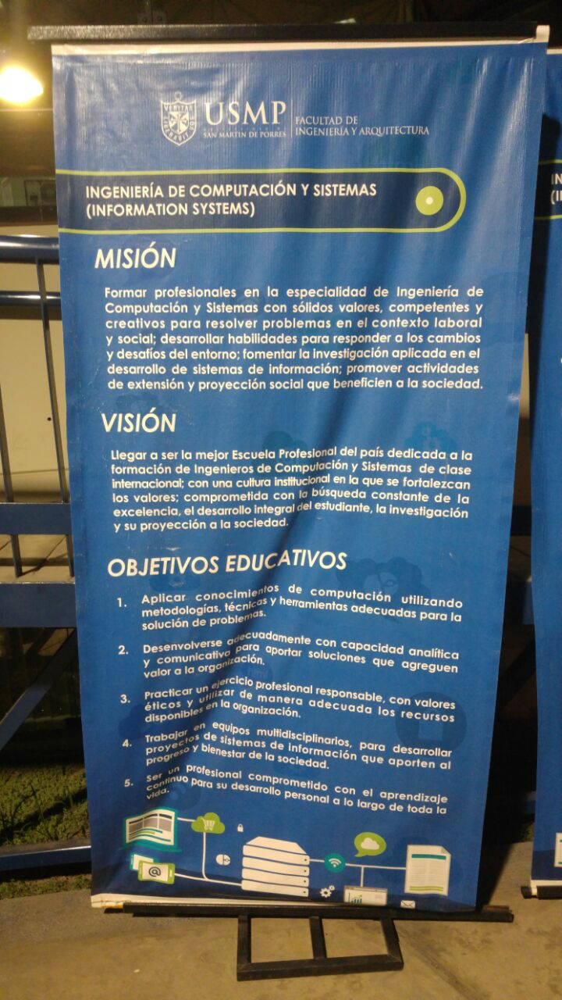 VERITAS
LIBERABIT
VOS
USMP
SAN MARTIN DE PORRES
FACULTAD DE
INGENIERÍA Y ARQUITECTURA
INGENIERÍA DE COMPUTACIÓN Y SISTEMAS
(INFORMATION SYSTEMS)
MISIÓN
Formar profesionales en la especialidad de Ingeniería de
Computación y Sistemas con sólidos valores, competentes y
creativos para resolver problemas en el contexto laboral
y social; desarrollar habilidades para responder a los cambios
y desafíos del entorno; fomentar la investigación aplicada en el
desarrollo de sistemas de información; promover actividades
de extensión y proyección social que beneficien a la sociedad.
VISIÓN
Llegar a ser la mejor Escuela Profesional del país dedicada a la
formación de Ingenieros de Computación y Sistemas de clase
internacional; con una cultura institucional en la que se fortalezcan
los valores; comprometida con la búsqueda constante de la
excelencia, el desarrollo integral del estudiante, la investigación
y su proyección a la sociedad.
OBJETIVOS EDUCATIVOS
1. Aplicar conocimientos de computación utilizando
metodologías, técnicas y herramientas adecuadas para la
solución de problemas.
2. Desenvolverse adecuadamente con capacidad analítica
y comunicativa para aportar soluciones que agreguen
valor a la organización.
3. Practicar un ejercicio profesional responsable, con valores
éticos y utilizar de manera adecuada los recursos
disponibles en la organización.
4. Trabajar en equipos multidisciplinarios, para desarrollar
proyectos de sistemas de información que aporten al
progreso y bienestar de la sociedad.
5. Ser un profesional comprometido con el aprendizaje
continuo para su desarrollo personal a lo largo de toda la
vida.
@
IN
(I